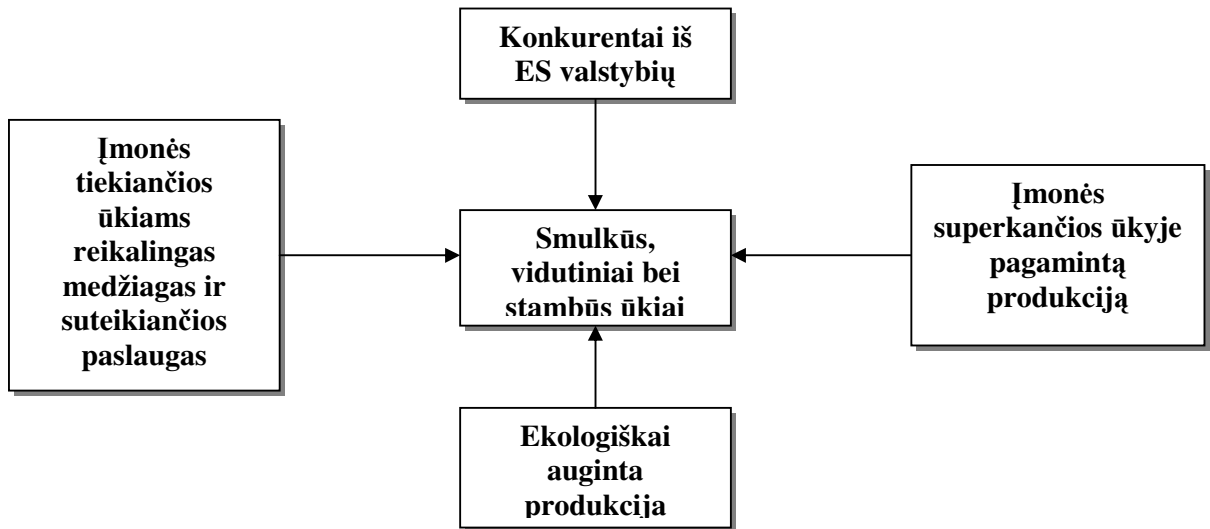 Konkurentai iš
ES valstybių
Įmonės
tiekiančios
ūkiams
reikalingas
medžiagas ir
suteikiančios
paslaugas
Smulkūs,
vidutiniai bei
stambūs ūkiai
Įmonės
superkančios ūkyje
pagamintą
produkciją
Ekologiškai
auginta
produkcija